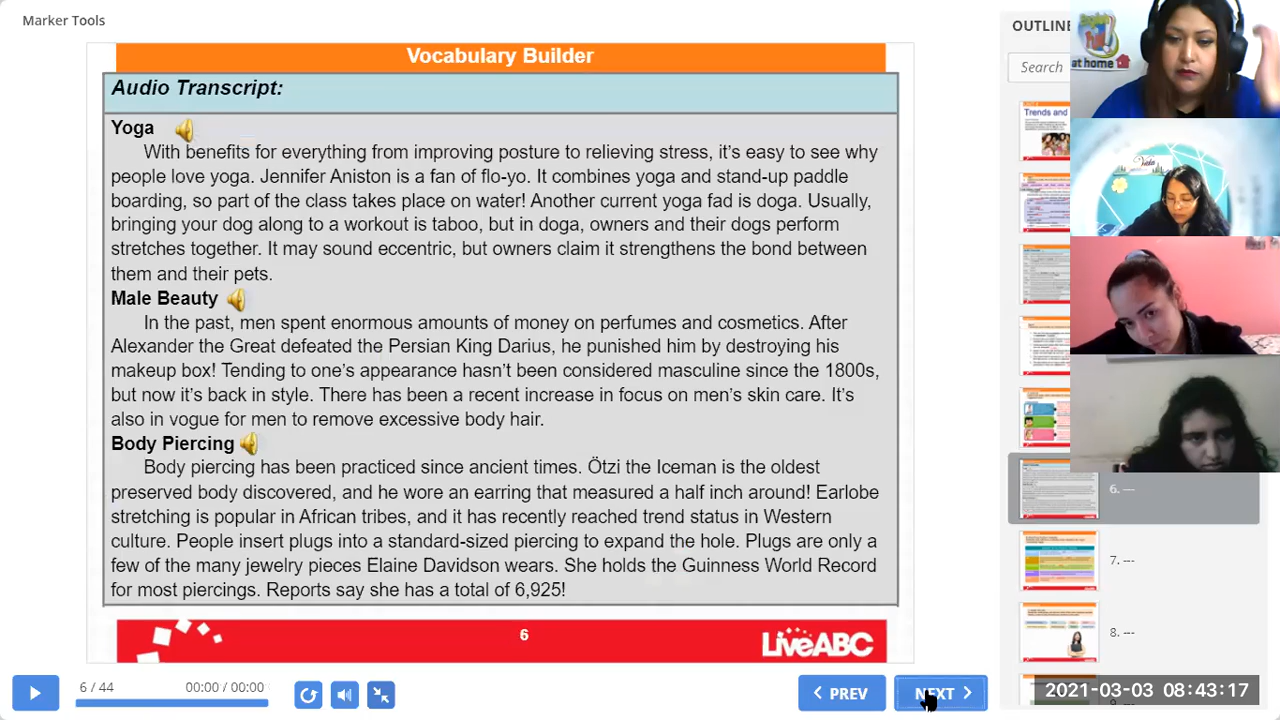 Marker Tools
OUTLINE
Search
Vocabulary Builder
Audio Transcript:
Yoga
With benefits for everything from improving posture to relieving stress, it's easy to see why
people love yoga. Jennifer Aniston is a fan of flo-vo. It combines yoga and stand-up paddle
boarding, so part of the takes place on water. Another current yoga fad is doga. Usually,
bringing your dog along to a workout is taboo, but in doga, owners and their dogs perform
stretches together. It may sound eccentric, but owners claim it strengthens the bond between
them and their pets.
Male Beauty
In the past, men spent enormous amounts of money on perfumes and cosmetics. After
Alexander the Great defeated the Persian King Darius, he punished him by destroying his
makeup box! Tending to one's appearance hasn't been considered masculine since the 1800s,
but now it's back in style. There has been a recent increase in focus on men's skin care. It's
also in vogue for men to remove excessive body hair.
Body Piercing
Body piercing has been practiced since ancient times. Ötzi the Iceman is the oldest
preserved body discovered, and he wore an earing that measured a half inch around! Earlobe
stretching is popular in African tribes, and it has recently reached trend status in Western
culture. People insert plugs into a standard-sized piercing to expand the hole. Plugs are only a
few of the many jewelry pieces Elaine Davidson wears. She holds the Guinness World Record
for most piercings. Reports say she has a total of 6,925!
6
LiveABC
Trends and
6. ---
7. ---
8. ---
6 / 44
00:00 / 00:00
PREV
NEXT
at home
2021-03-03 08:43:17